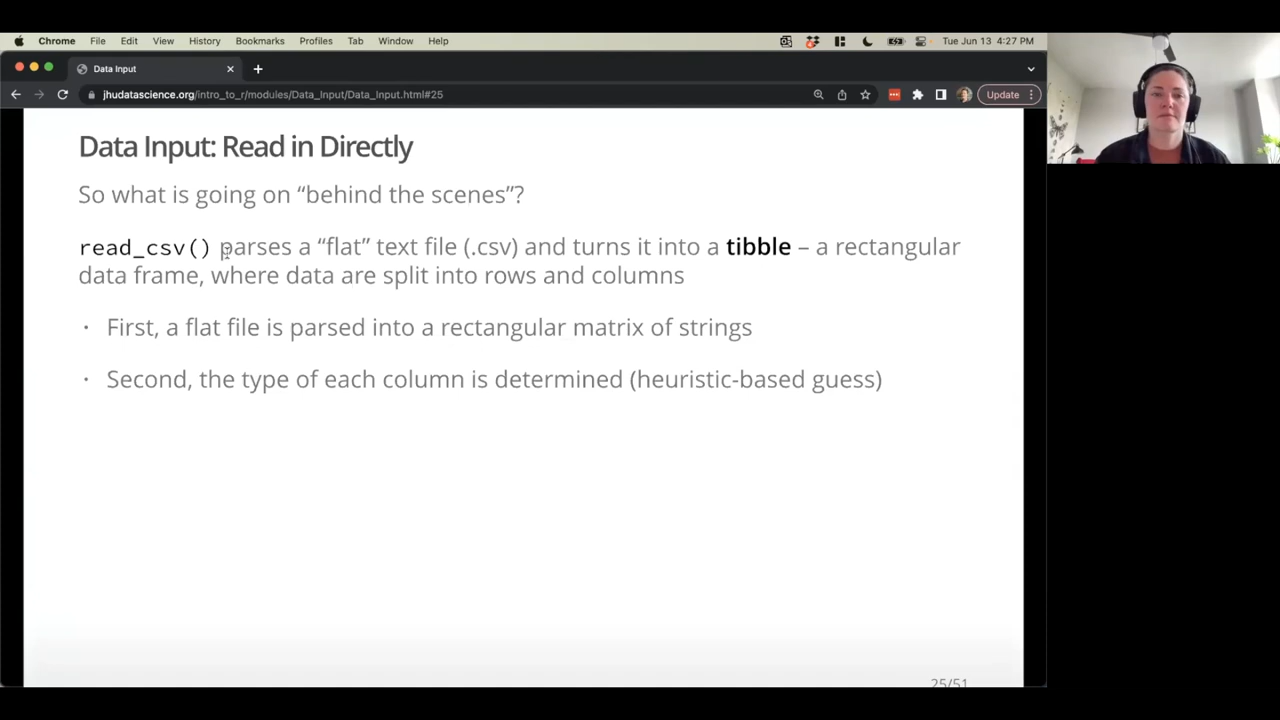 Chrome File Edit View History Bookmarks Profiles Tab Window Help Tue Jun 13 4:27 PM
Data Input
jhudatascience.org/intro_to_r/modules/Data_Input/Data_Input.html#25 Update
Data Input: Read in Directly
So what is going on “behind the scenes”?
read_csv() parses a “flat” text file (.csv) and turns it into a tibble – a rectangular
data frame, where data are split into rows and columns
· First, a flat file is parsed into a rectangular matrix of strings
· Second, the type of each column is determined (heuristic-based guess)
25/51